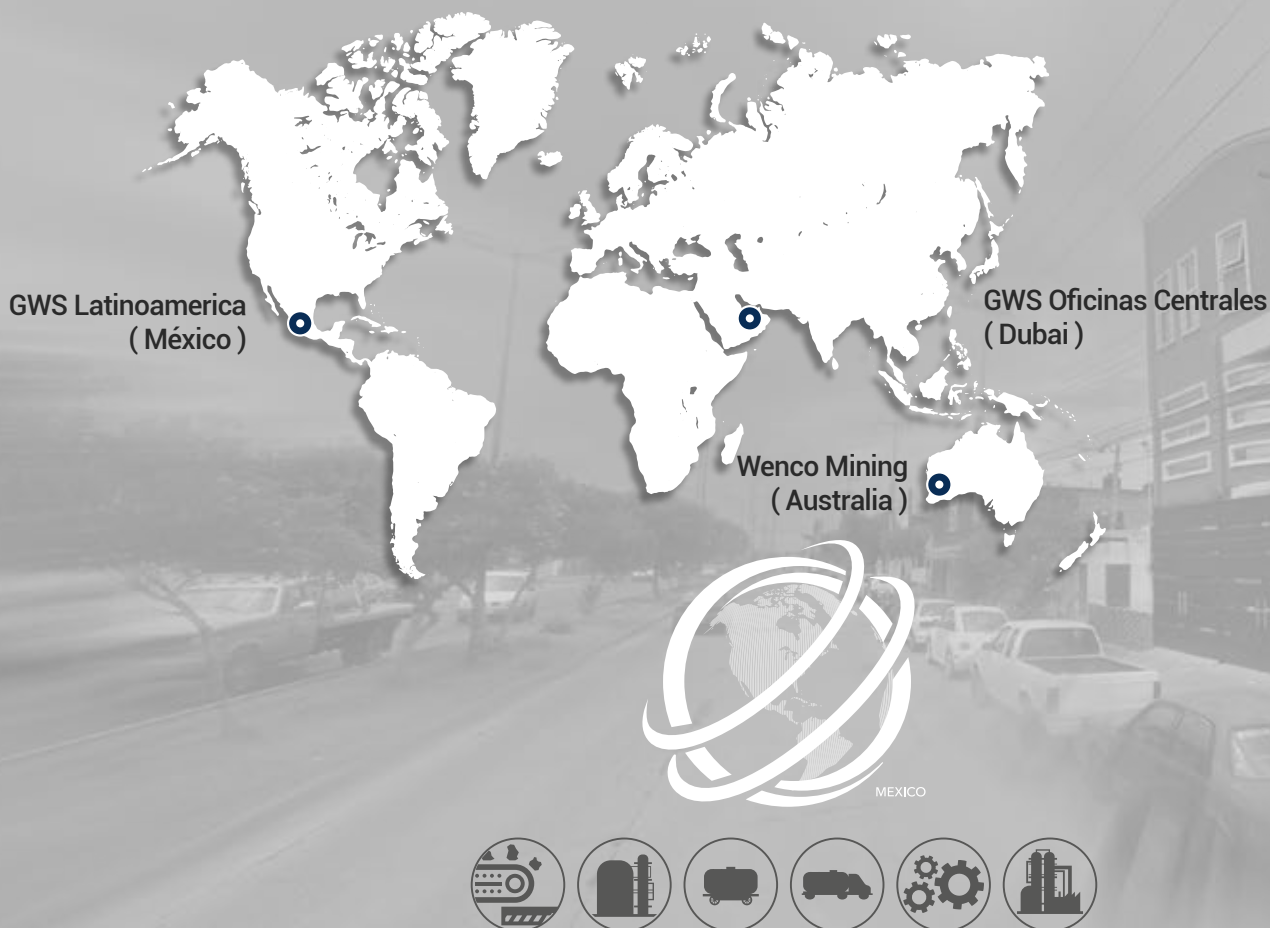 GWS Latinoamerica
( México )
GWS Oficinas Centrales
( Dubai )
Wenco Mining
( Australia )
MEXICO